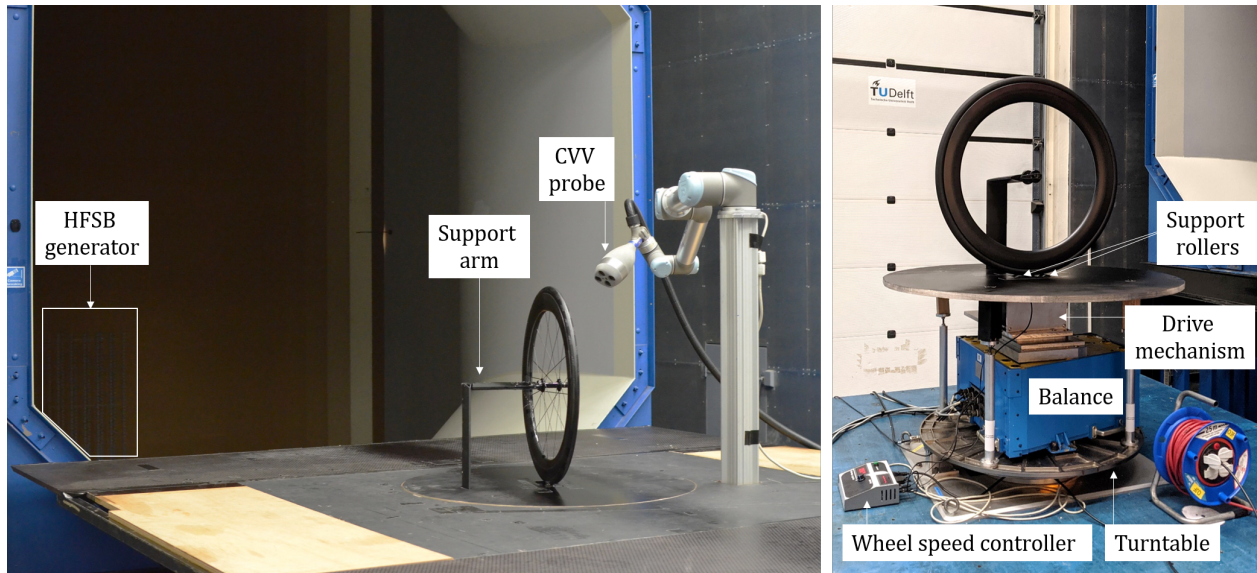 HFSB
generator
Support
arm
CVV
probe
TUDelft
Support
rollers
Drive
mechanism
Balance
Wheel speed controller
Turntable